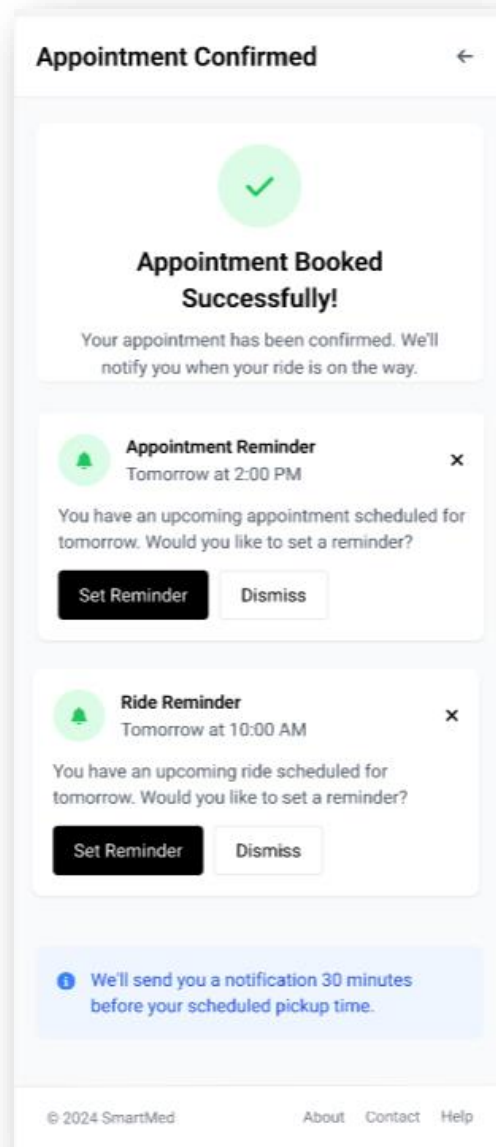 Appointment Confirmed
Appointment Booked
Successfully!
Your appointment has been confirmed. We'll
notify you when your ride is on the way.
Appointment Reminder
Tomorrow at 2:00 PM
You have an upcoming appointment scheduled for
tomorrow. Would you like to set a reminder?
Set Reminder Dismiss
Ride Reminder
Tomorrow at 10:00 AM
You have an upcoming ride scheduled for
tomorrow. Would you like to set a reminder?
Set Reminder Dismiss
We'll send you a notification 30 minutes
before your scheduled pickup time.
© 2024 SmartMed About Contact Help